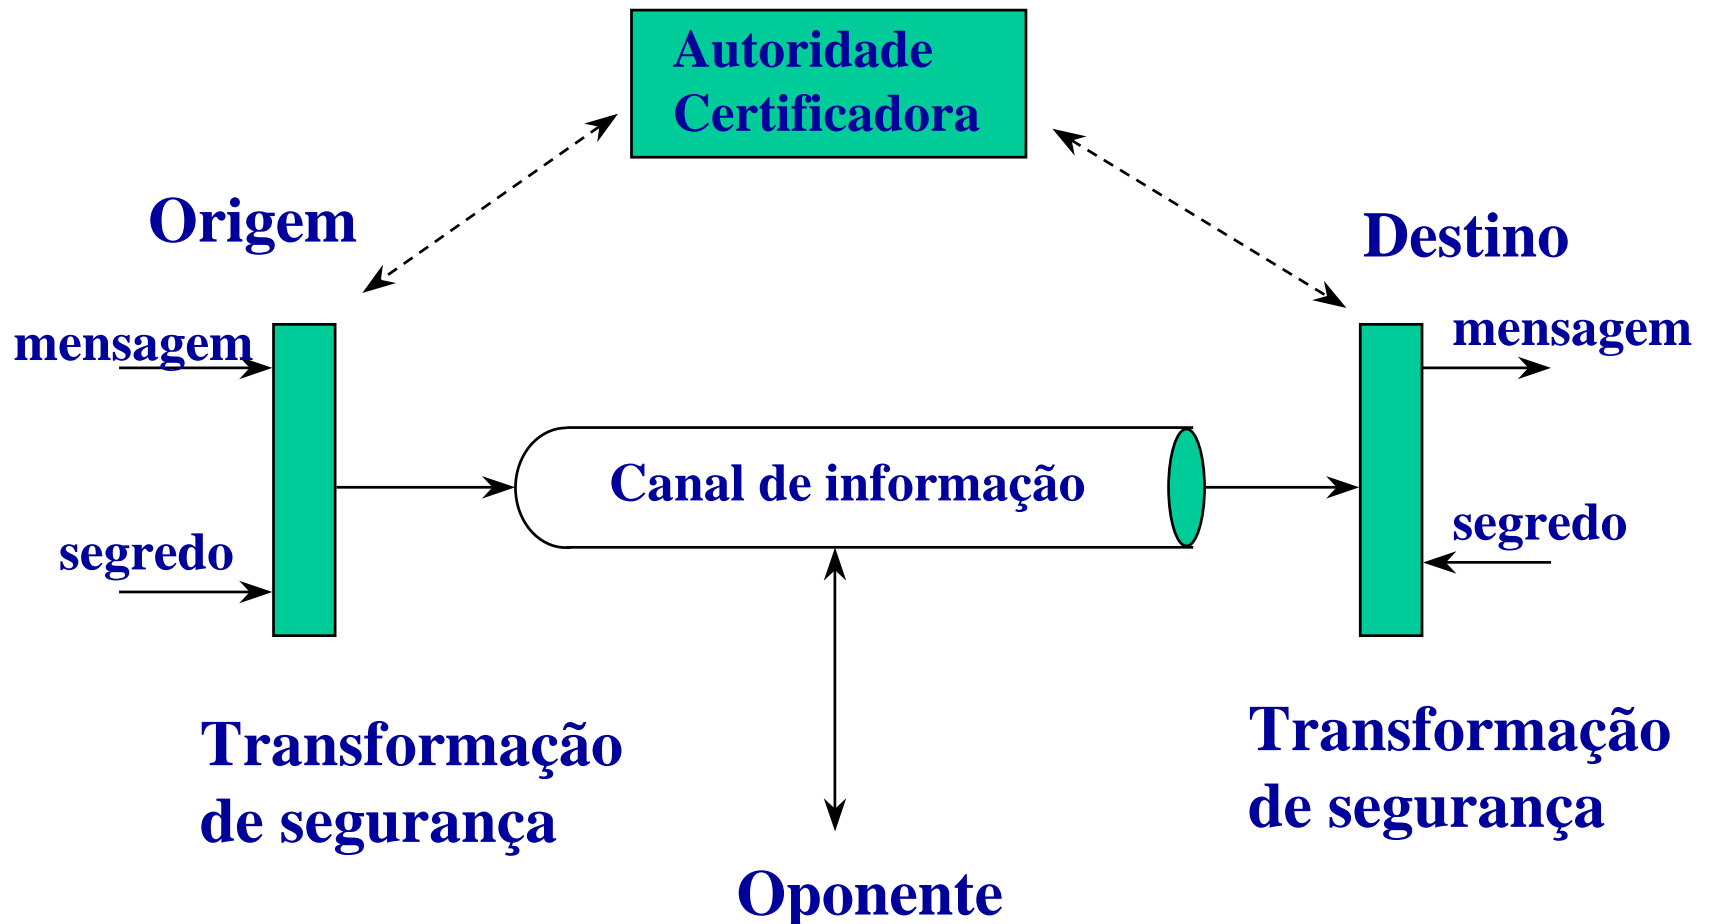 Autoridade
Certificadora
Origem
Destino
mensagem
mensagem
Canal de informação
segredo
segredo
Transformação
de segurança
Transformação
de segurança
Oponente